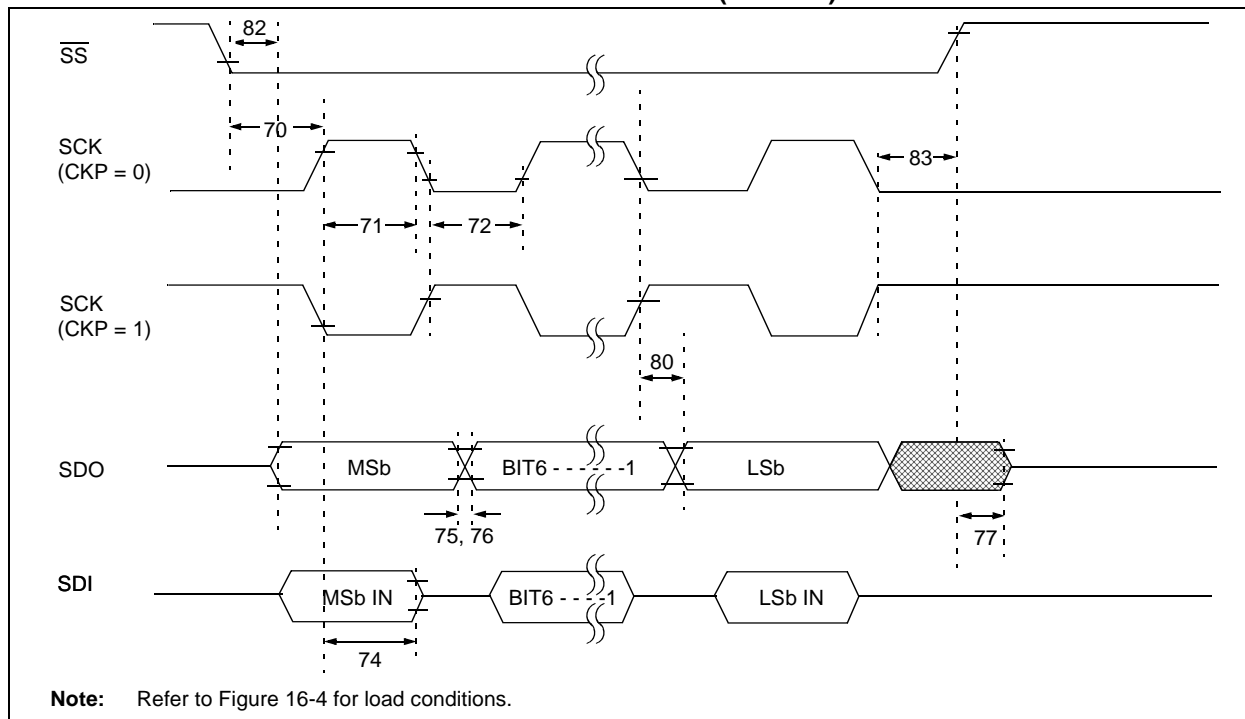 82
SS
70
SCK
(CKP = 0)
83
71
72
SCK
(CKP = 1)
80
SDO
MSb
BIT6 - - - - - -1
LSb
75, 76
77
SDI
MSb IN
BIT6 - - - -1
LSb IN
74
Note: Refer to Figure 16-4 for load conditions.